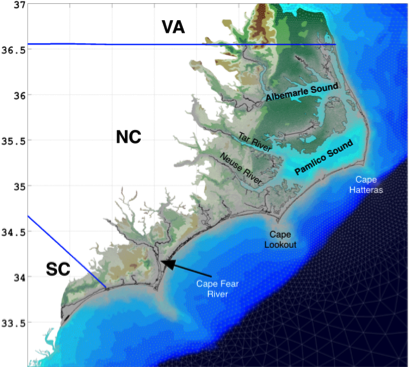 37
VA
36.5
Albemarle Sound
36
NC
Tar River
35.5
Pamlico Sound
Neuse River
35
Cape
Hatteras
34.5
Cape
Lookout
SC
34
Cape Fear
River
33.5